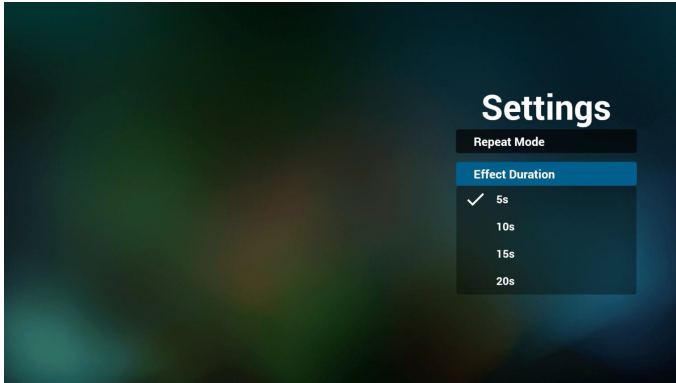 Settings
Repeat Mode
Effect Duration
5s
10s
15s
20s